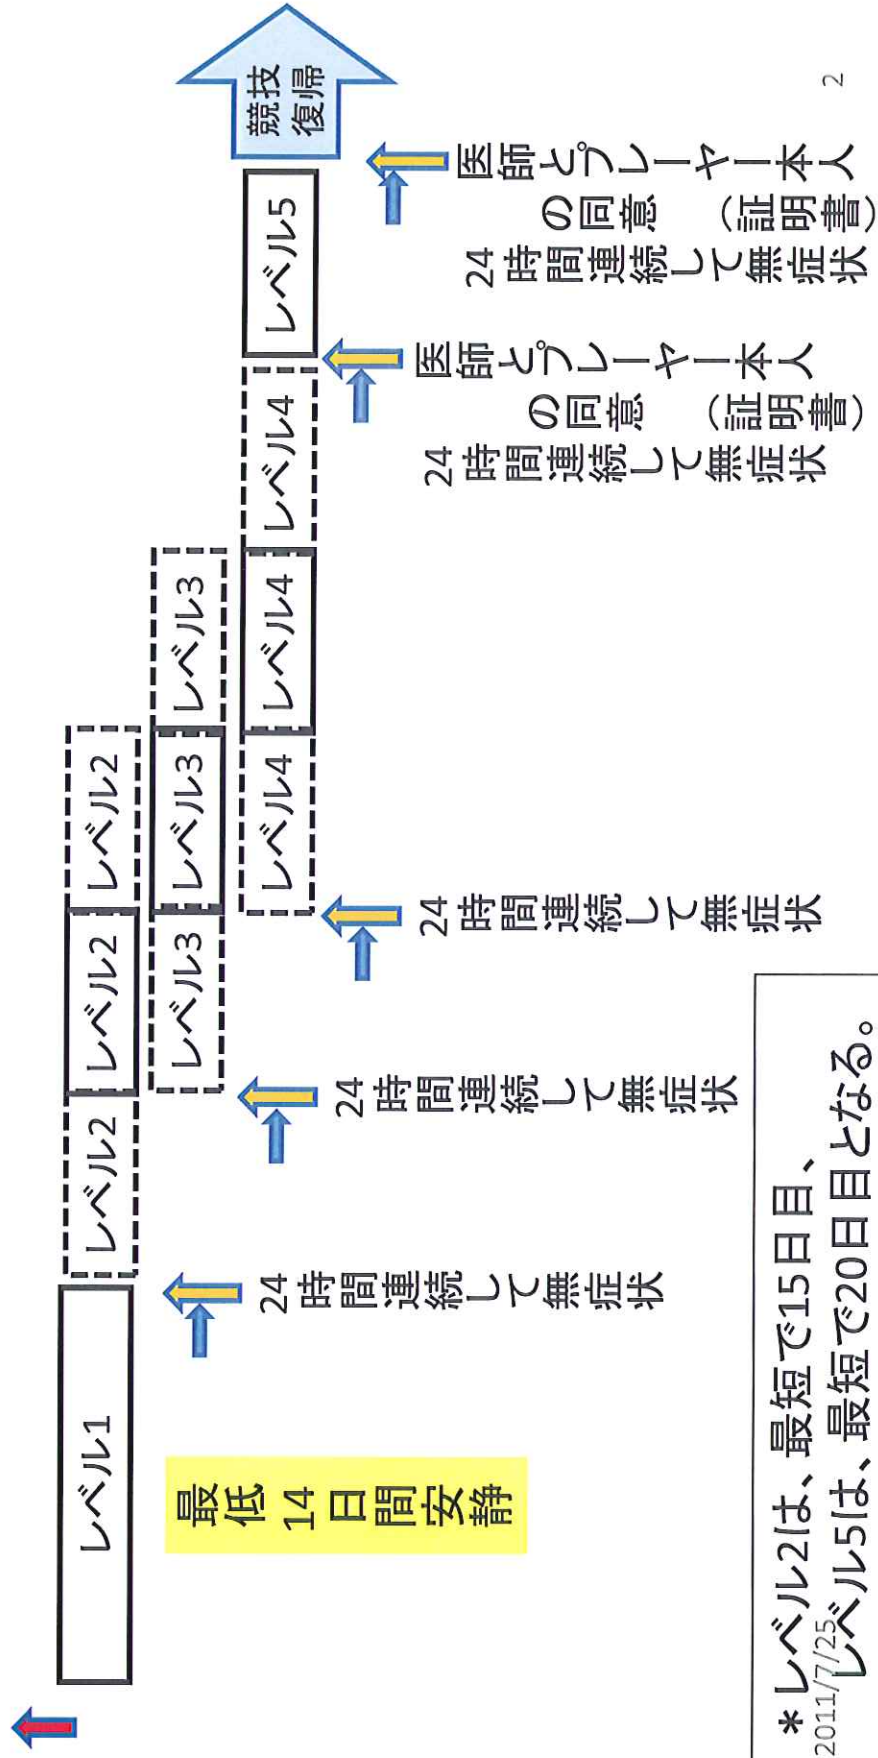 レベル1
レベル2
レベル2
レベル2
レベル3
レベル3
レベル3
レベル4
レベル4
レベル4
レベル5
競技
復帰
最低
14日間安静
24時間連続して無症状
24時間連続して無症状
24時間連続して無症状
医師とプレーヤー本人
の同意 (証明書)
24時間連続して無症状
医師とプレーヤー本人
の同意 (証明書)
24時間連続して無症状
*レベル2は、最短で15日目、
レベル5は、最短で20日目となる。
2011/7/25
2